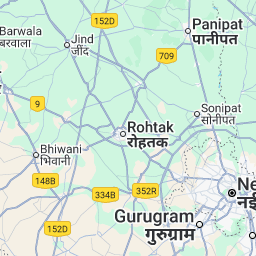 152D
Barwala
बरवाला
Panipat
पानीपत
Jind
जींद
709
9
Sonipat
सोनीपत
Rohtak
रोहतक
Bhiwani
भिवानी
148B
334B
352R
Ne
नई
152D
Gurugram
गुरुग्राम